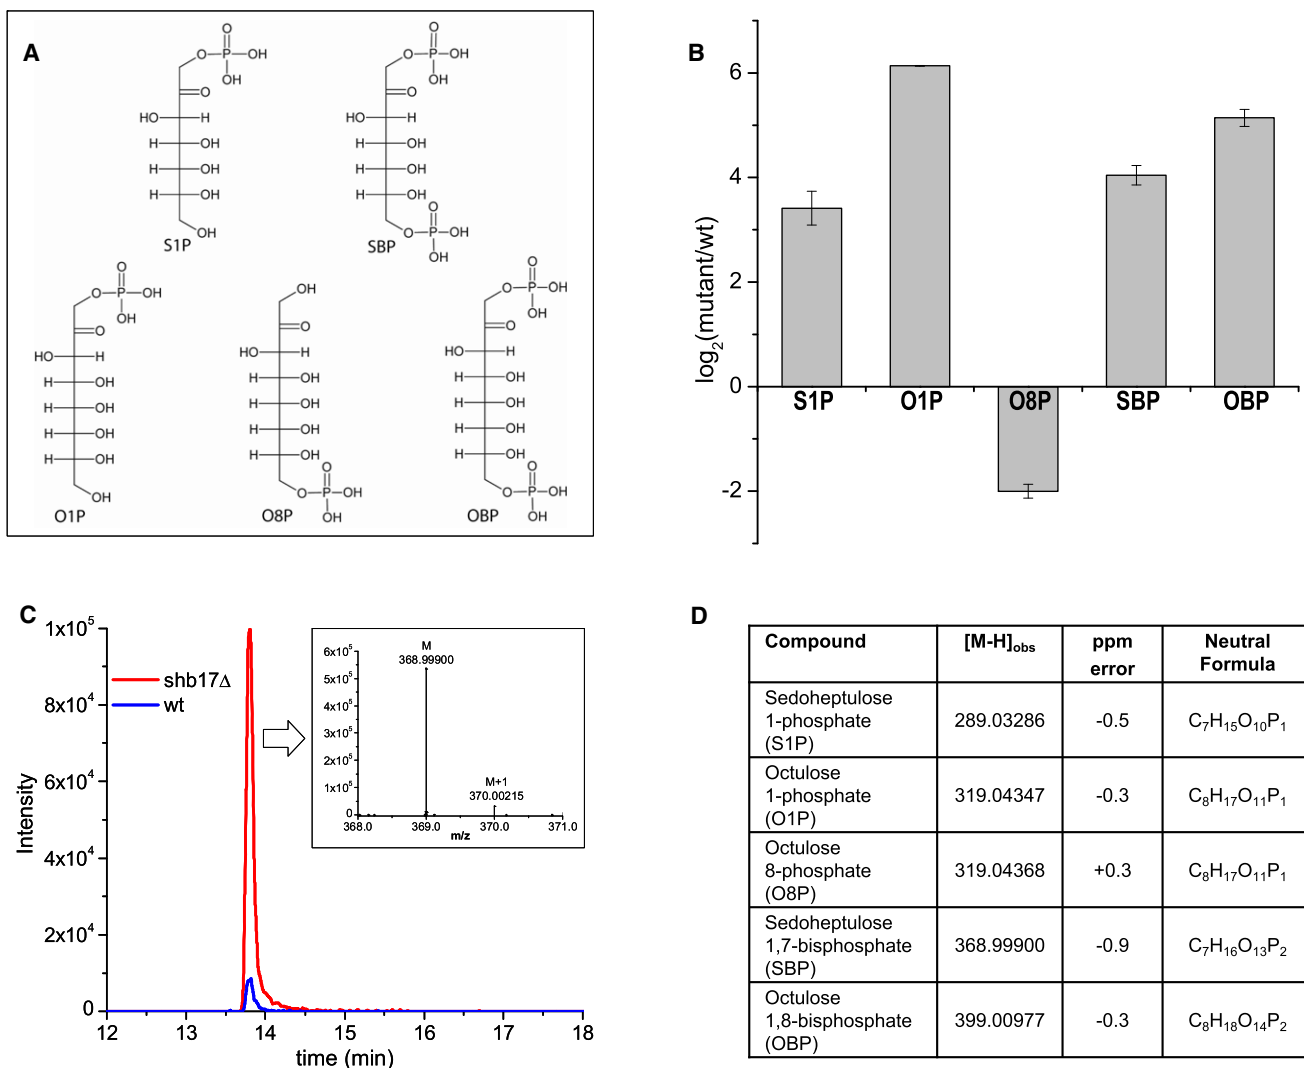 A
O
O P OH
OH
O
HO H
H OH
H OH
H OH
OH
S1P
O
O P OH
OH
O
HO H
H OH
H OH
H OH
O
O P OH
OH
SBP
O
O P OH
OH
O
HO H
H OH
H OH
H OH
H OH
OH
O1P
OH
O
HO H
H OH
H OH
H OH
H OH
O
O P OH
OH
O8P
O
O P OH
OH
O
HO H
H OH
H OH
H OH
H OH
O
O P OH
OH
OBP
B
log2(mutant/wt)
6
4
2
0
-2
S1P O1P O8P SBP OBP
C
Intensity
1x10^5
8x10^4
6x10^4
4x10^4
2x10^4
0
shb17Δ
wt
12 13 14 15 16 17 18
time (min)
6x10^5
5x10^5
4x10^5
3x10^5
2x10^5
1x10^5
0
M
368.99900
M+1
370.00215
368.0 369.0 370.0 371.0
m/z
D
Compound [M-H]obs ppm error Neutral Formula
Sedoheptulose
1-phosphate
(S1P)
289.03286 -0.5 C7H15O10P1
Octulose
1-phosphate
(O1P)
319.04347 -0.3 C8H17O11P1
Octulose
8-phosphate
(O8P)
319.04368 +0.3 C8H17O11P1
Sedoheptulose
1,7-bisphosphate
(SBP)
368.99900 -0.9 C7H16O13P2
Octulose
1,8-bisphosphate
(OBP)
399.00977 -0.3 C8H18O14P2